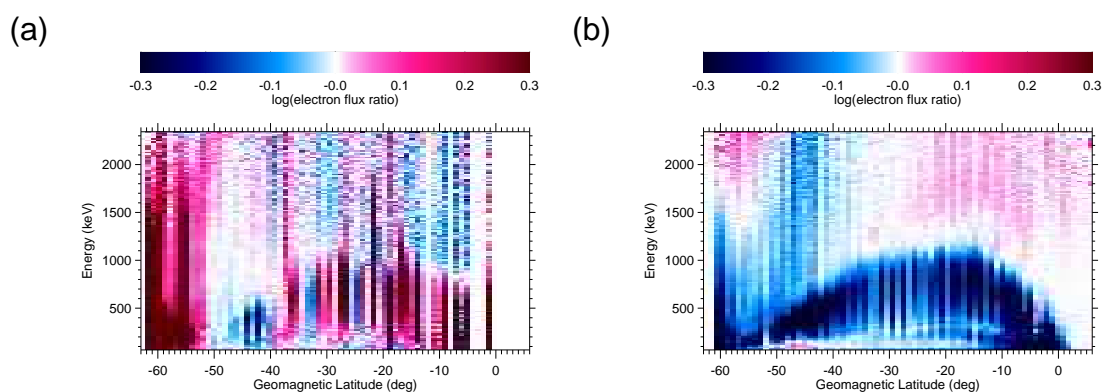 (a)
-0.3 -0.2 -0.1 -0.0 0.1 0.2 0.3
log(electron flux ratio)
2000
1500
1000
500
Energy (keV)
-60 -50 -40 -30 -20 -10 0
Geomagnetic Latitude (deg)
(b)
-0.3 -0.2 -0.1 -0.0 0.1 0.2 0.3
log(electron flux ratio)
2000
1500
1000
500
Energy (keV)
-60 -50 -40 -30 -20 -10 0
Geomagnetic Latitude (deg)